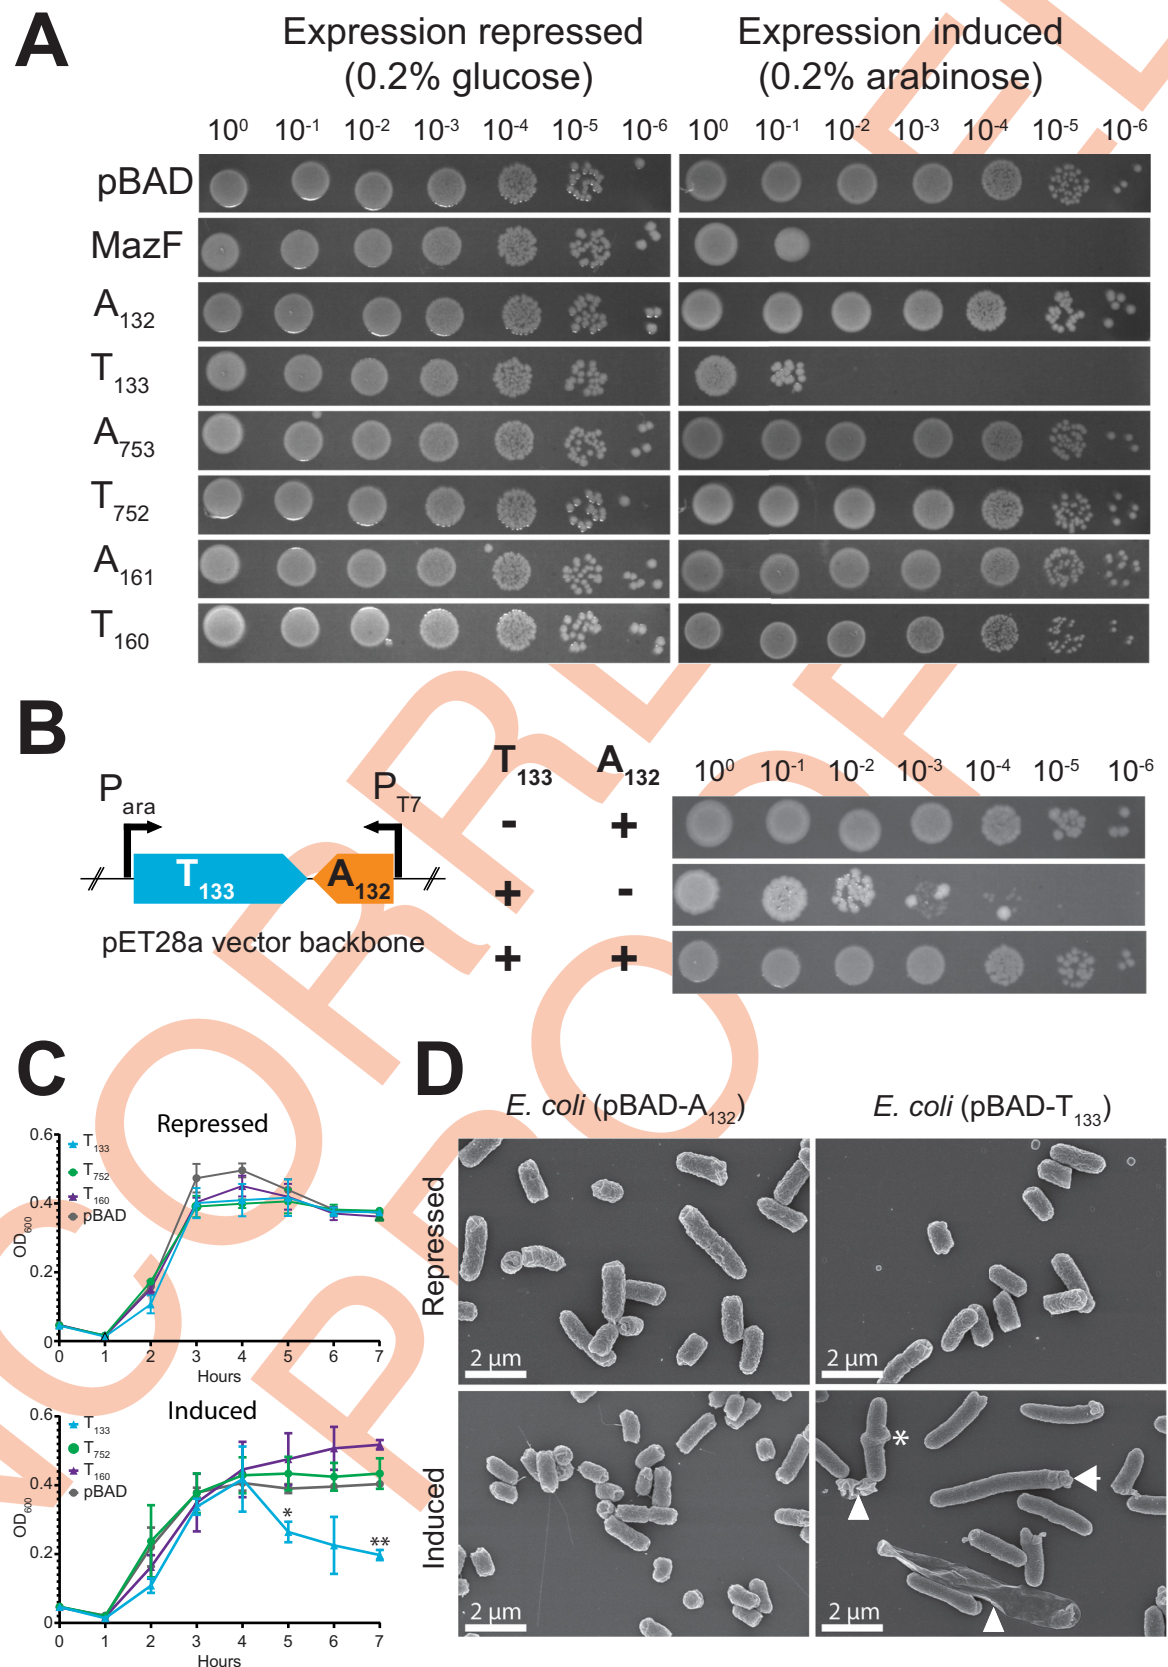 A
Expression repressed
(0.2% glucose)
Expression induced
(0.2% arabinose)
10⁰ 10⁻¹ 10⁻² 10⁻³ 10⁻⁴ 10⁻⁵ 10⁻⁶ 10⁰ 10⁻¹ 10⁻² 10⁻³ 10⁻⁴ 10⁻⁵ 10⁻⁶
pBAD
MazF
A₁₃₂
T₁₃₃
A₇₅₃
T₇₅₂
A₁₆₁
T₁₆₀
B
T₁₃₃ A₁₃₂
10⁰ 10⁻¹ 10⁻² 10⁻³ 10⁻⁴ 10⁻⁵ 10⁻⁶
P ara
P T7
T₁₃₃ A₁₃₂
pET28a vector backbone
- +
+ -
+ +
C
Repressed
T₁₃₃
T₇₅₂
T₁₆₀
pBAD
OD₆₀₀
0.6
0.4
0.2
0
0 1 2 3 4 5 6 7
Hours
Induced
T₁₃₃
T₇₅₂
T₁₆₀
pBAD
OD₆₀₀
0.6
0.4
0.2
0
*
**
0 1 2 3 4 5 6 7
Hours
D
E. coli (pBAD-A₁₃₂)
E. coli (pBAD-T₁₃₃)
Repressed
2 µm
2 µm
Induced
*
2 µm
2 µm